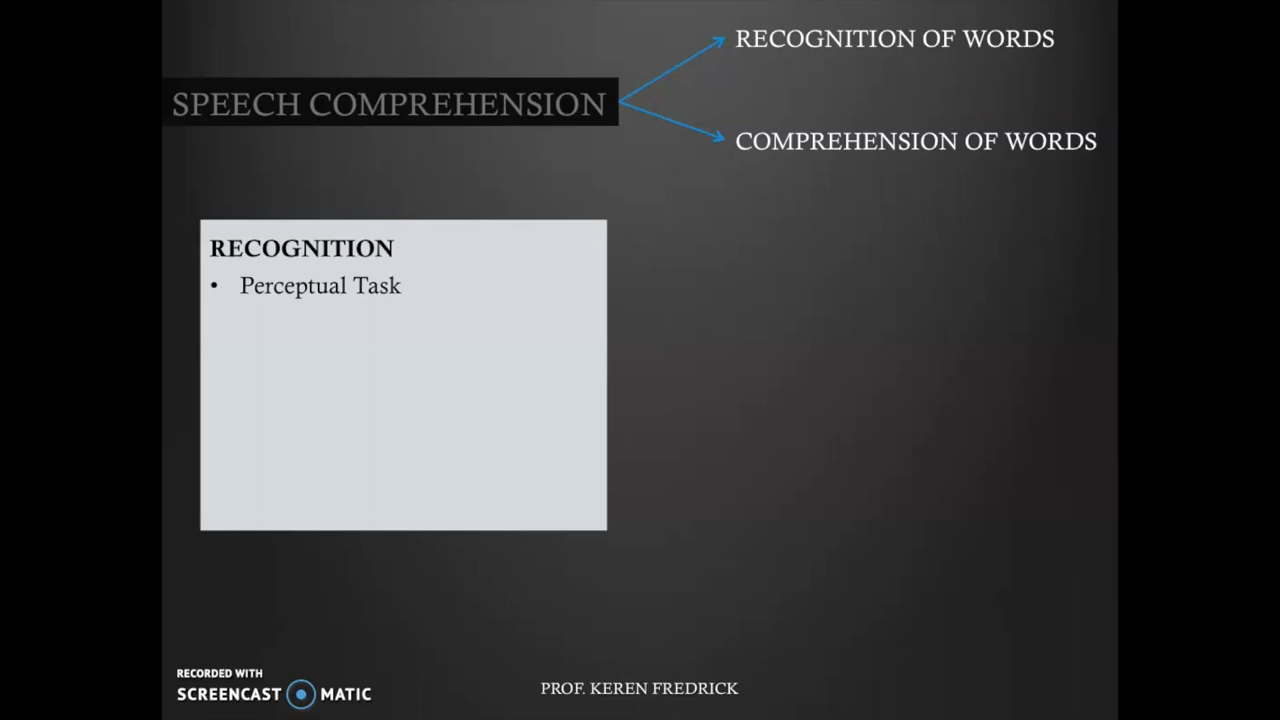 RECOGNITION OF WORDS
SPEECH COMPREHENSION
COMPREHENSION OF WORDS
RECOGNITION
• Perceptual Task
RECORDED WITH
SCREENCAST MATIC
PROF. KEREN FREDRICK